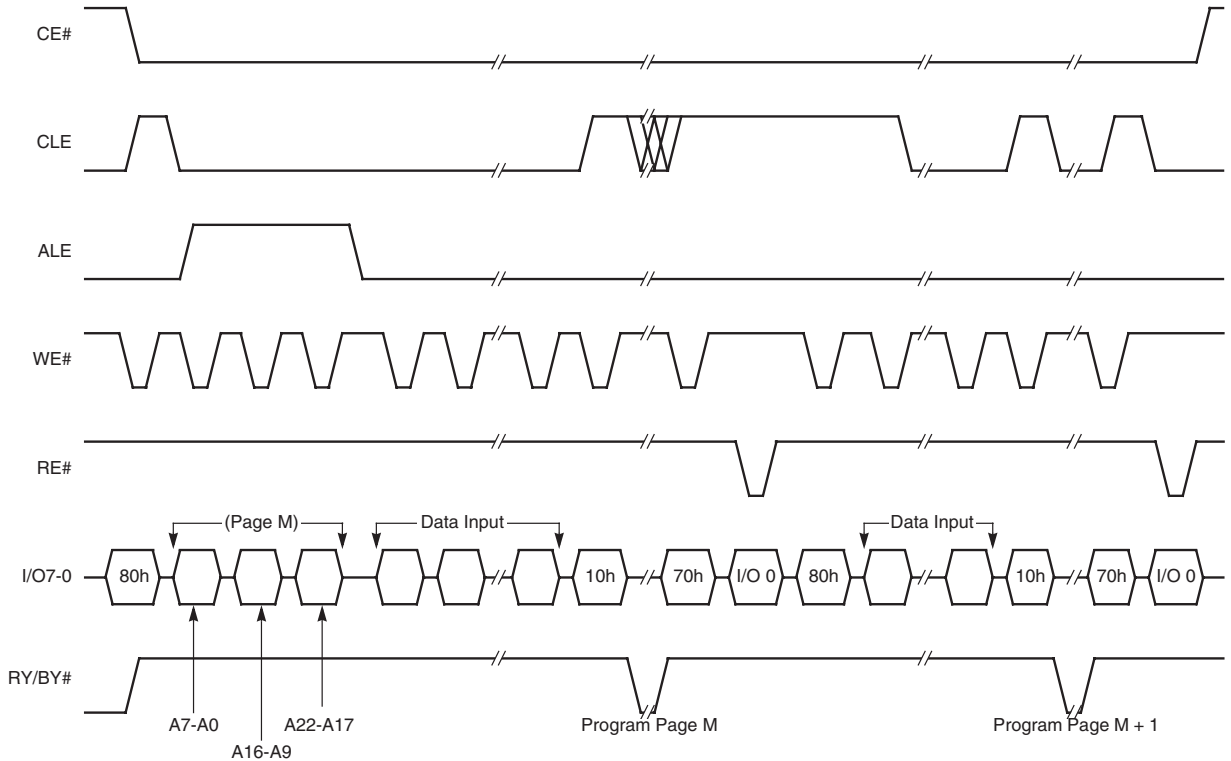 CE#
CLE
ALE
WE#
RE#
(Page M) Data Input Data Input
I/O7-0 80h 10h 70h I/O 0 80h 10h 70h I/O 0
RY/BY#
A7-A0 A22-A17 Program Page M Program Page M + 1
A16-A9